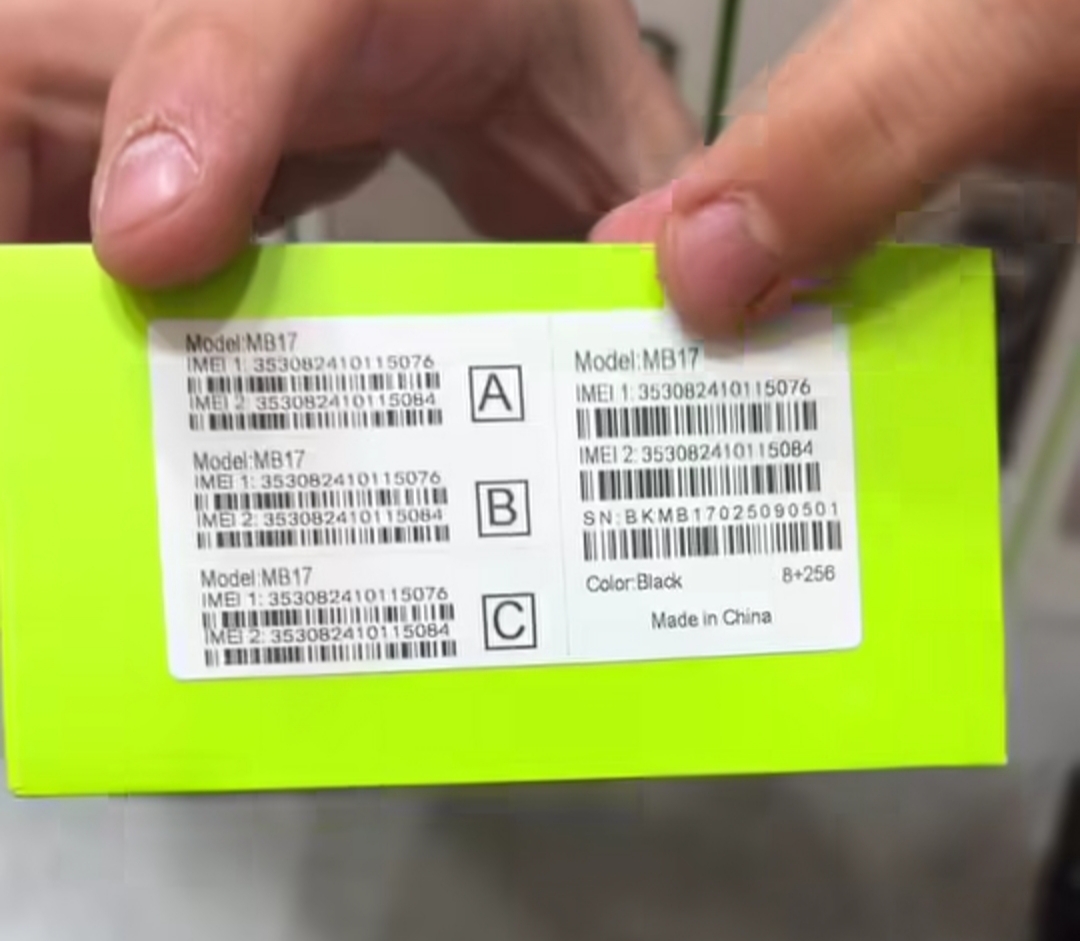 Model:MB17
IMEI 1: 353082410115076
IMEI 2: 353082410115084
A
Model:MB17
IMEI 1: 353082410115076
IMEI 2: 353082410115084
B
Model:MB17
IMEI 1: 353082410115076
IMEI 2: 353082410115084
C
Model:MB17
IMEI 1: 353082410115076
IMEI 2: 353082410115084
SN:BKMB17025090501
Color:Black 8+256
Made in China